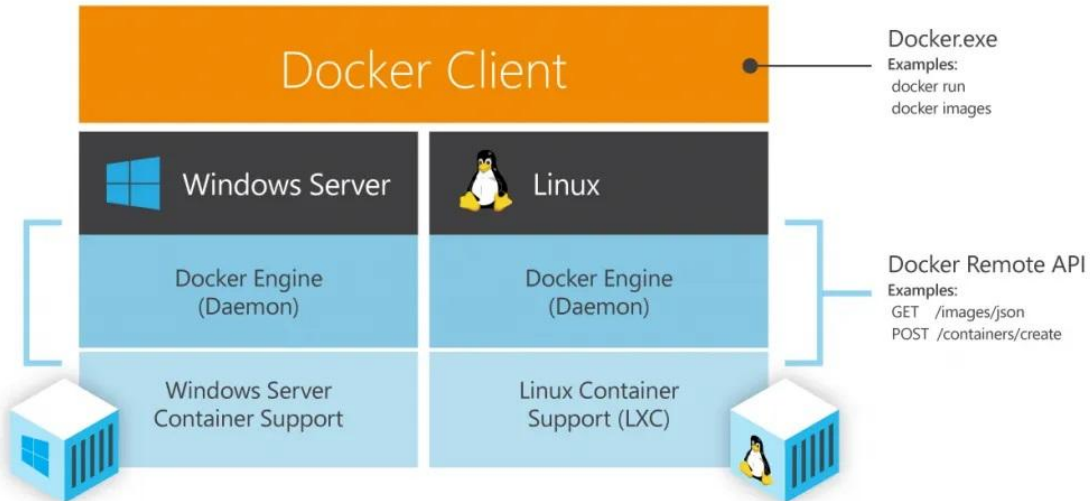 Docker Client
Docker.exe
Examples:
docker run
docker images
Windows Server
Linux
Docker Engine
(Daemon)
Docker Engine
(Daemon)
Docker Remote API
Examples:
GET /images/json
POST /containers/create
Windows Server
Container Support
Linux Container
Support (LXC)